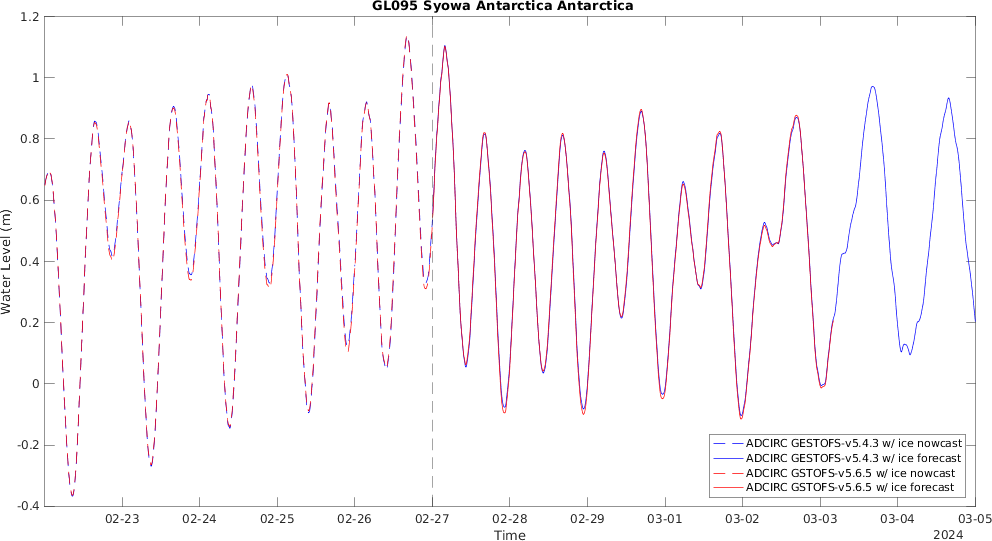 GL095 Syowa Antarctica Antarctica
1.2
1
0.8
0.6
0.4
0.2
0
-0.2
-0.4
Water Level (m)
02-23 02-24 02-25 02-26 02-27 02-28 02-29 03-01 03-02 03-03 03-04 03-05
Time
2024
ADCIRC GESTOFS-v5.4.3 w/ ice nowcast
ADCIRC GESTOFS-v5.4.3 w/ ice forecast
ADCIRC GSTOFS-v5.6.5 w/ ice nowcast
ADCIRC GSTOFS-v5.6.5 w/ ice forecast